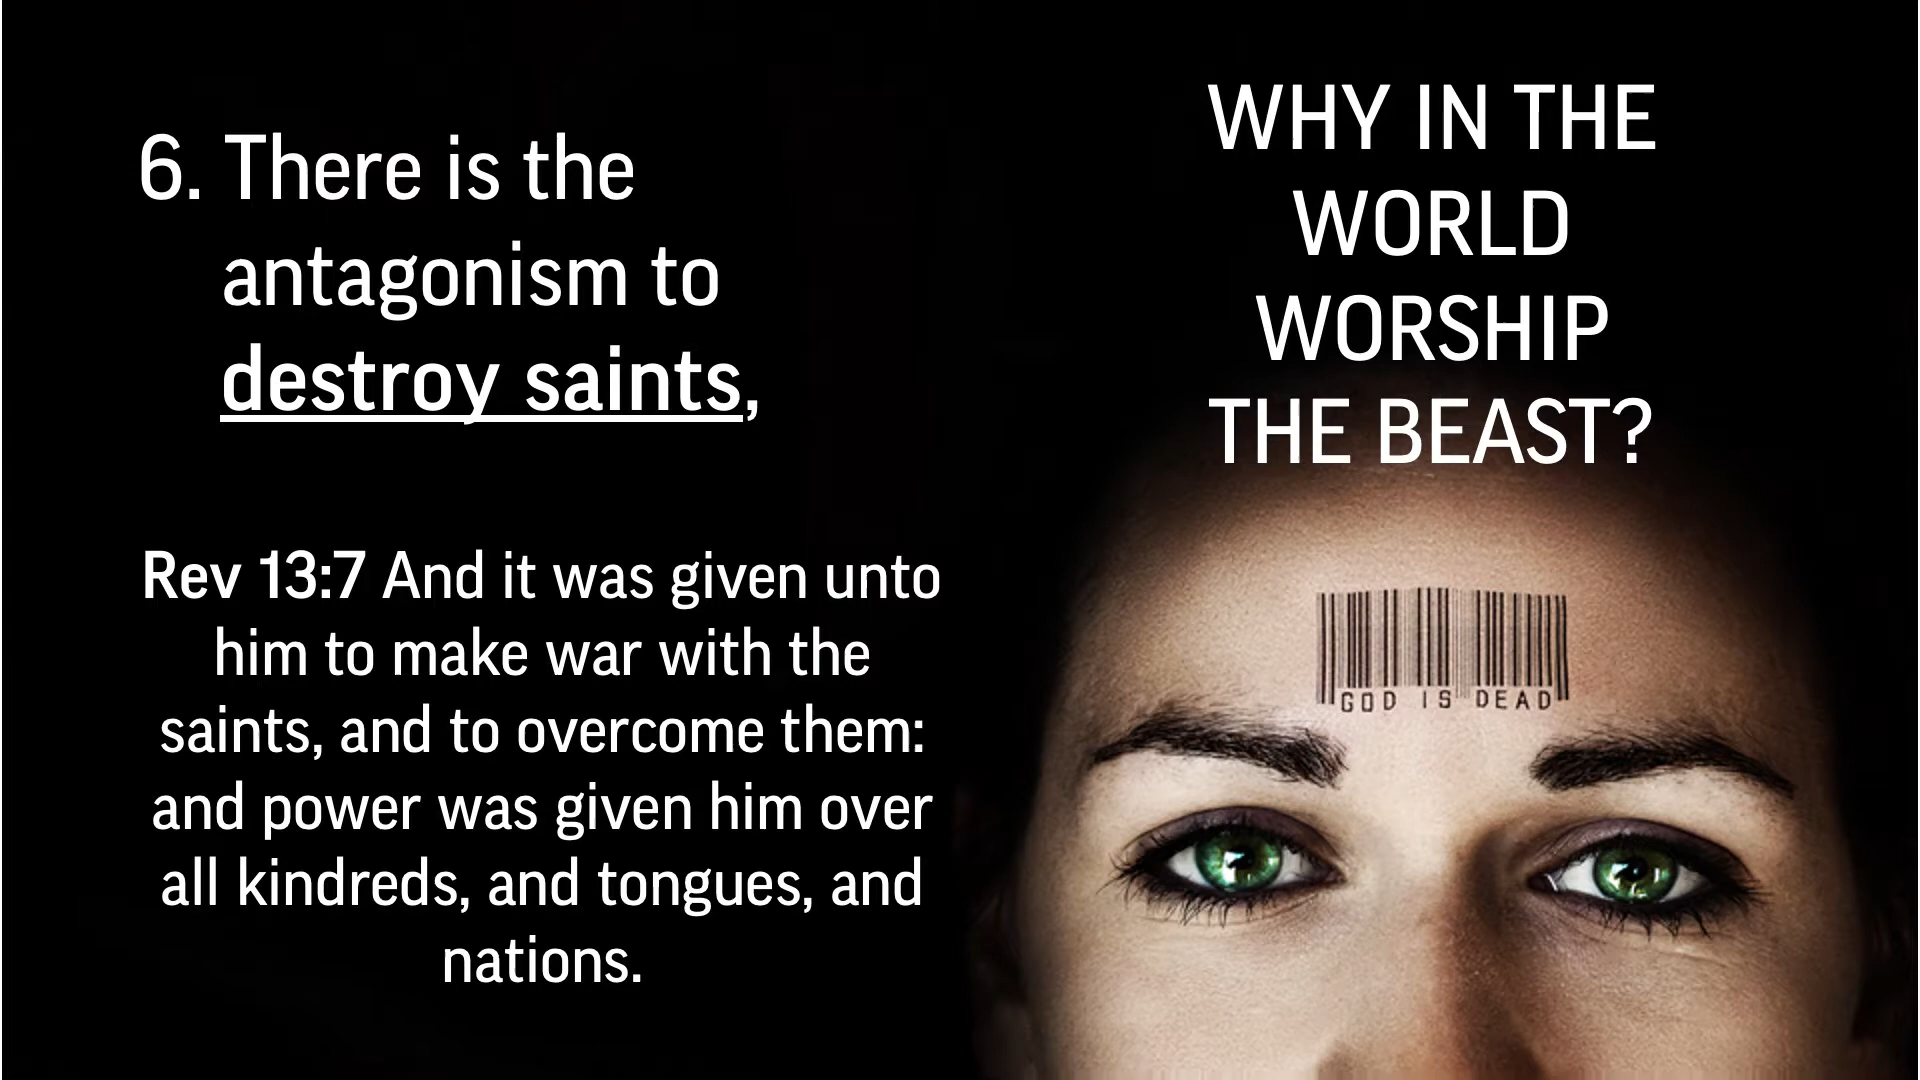 6. There is the
antagonism to
destroy saints,
Rev 13:7 And it was given unto
him to make war with the
saints, and to overcome them:
and power was given him over
all kindreds, and tongues, and
nations.
WHY IN THE
WORLD
WORSHIP
THE BEAST?
GOD IS DEAD